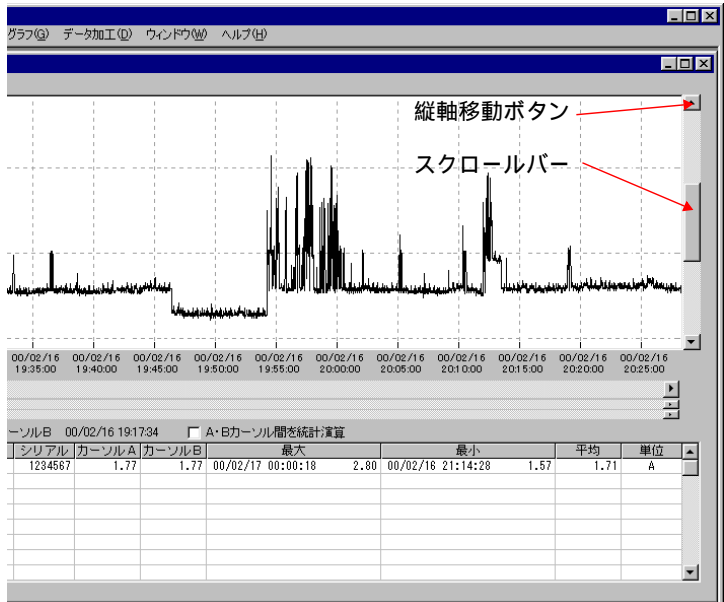 グラフ(G) データ加工(D) ウィンドウ(W) ヘルプ(H)
縦軸移動ボタン
スクロールバー
00/02/16 00/02/16 00/02/16 00/02/16 00/02/16 00/02/16 00/02/16 00/02/16 00/02/16 00/02/16 00/02/16
19:35:00 19:40:00 19:45:00 19:50:00 19:55:00 20:00:00 20:05:00 20:10:00 20:15:00 20:20:00 20:25:00
ーソルB 00/02/16 19:17:34 A・Bカーソル間を統計演算
シリアル カーソルA カーソルB 最大 最小 平均 単位
1234567 1.77 1.77 00/02/17 00:00:18 2.80 00/02/16 21:14:28 1.57 1.71 A